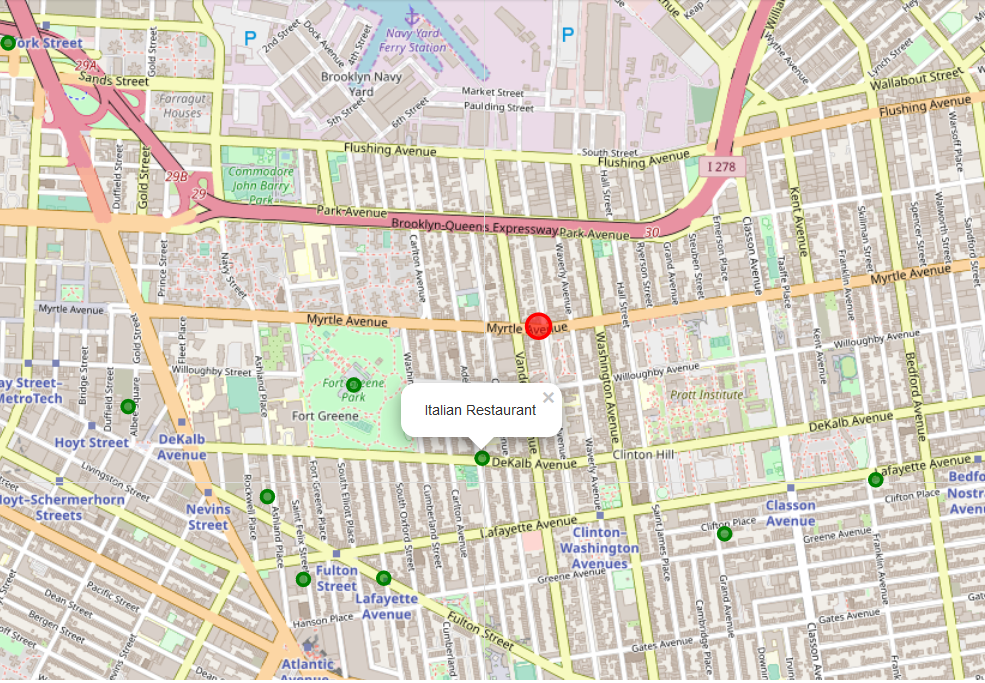 York Street
29A
Sands Street
Gold Street
Farragut
Houses
P
2nd Street
Dock Avenue
4th Street
Navy Yard
Ferry Station
Brooklyn Navy
Yard
5th Street
6th Street
Market Street
Paulding Street
P
Keap
Wythe Avenue
Lynch Street
Wallabout Street
Flushing Avenue
Warsoff Place
Flushing Avenue
South Street
Flushing Avenue
I 278
Duffield Street
Gold Street
29B
29
Commodore
John Barry
Park
Park Avenue
Brooklyn-Queens Expressway
Park Avenue
30
Hall Street
Emerson Place
Classon Avenue
Kent Avenue
Skillman Street
Spencer Street
Walworth Street
Sandford Street
Prince Street
Navy Street
Carlton Avenue
Waverly Avenue
Ryerson Street
Grand Avenue
Steuben Street
Taaffe Place
Franklin Avenue
Myrtle Avenue
Hall Street
Myrtle Avenue
Myrtle Avenue
Myrtle Avenue
Gold Street
Fleet Place
Willoughby Street
Ashland Place
Bridge Street
Duffield Street
Fort Greene
Park
Fort Greene
Washington Avenue
Willoughby Avenue
Willoughby Avenue
Kent Avenue
Bedford Avenue
Pratt Institute
Italian Restaurant
×
Hoyt Street
DeKalb
Avenue
DeKalb Avenue
DeKalb Avenue
Clinton Hill
Waverly Avenue
Livingston Street
Nevins
Street
Rockwell Place
Ashland Place
Saint Felix Street
Fort Greene Place
South Elliott Place
South Oxford Street
Cumberland Street
Carlton Avenue
Lafayette Avenue
Lafayette Avenue
Clifton Place
Classon
Avenue
Clifton Place
Greene Avenue
Clinton–
Washington
Avenues
Saint James Place
Greene Avenue
Franklin Avenue
Fulton
Street
Lafayette
Avenue
Fulton Street
Hanson Place
Pacific Street
Dean Street
Bergen Street
Atlantic
Grand Avenue
Cambridge Place
Gates Avenue